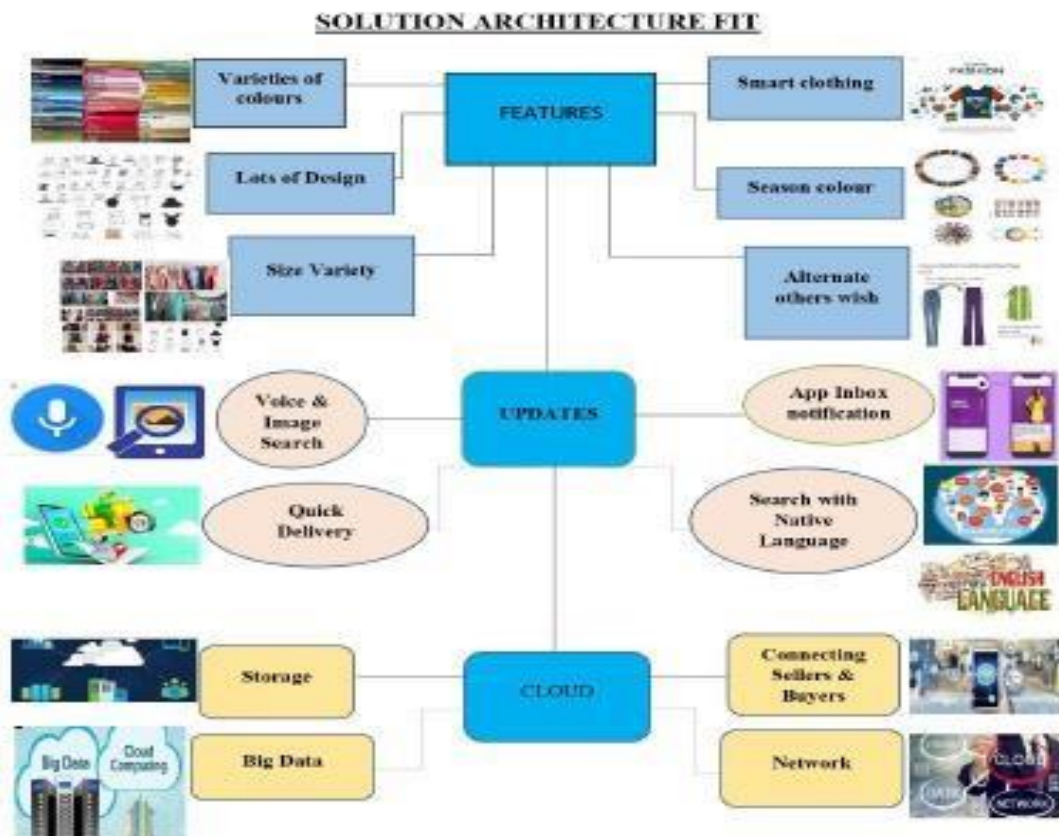 SOLUTION ARCHITECTURE FIT
Varieties of
colours
FEATURES
Smart clothing
FASHION
Lots of Design
Season colour
Size Variety
Alternate
others wish
Voice &
Image
Search
UPDATES
App Inbox
notification
Quick
Delivery
Search with
Native
Language
ENGLISH
LANGUAGE
Storage
CLOUD
Connecting
Sellers &
Buyers
Big Data
Cloud
Computing
Big Data
Network
CLOUD
DATA
NETWORK